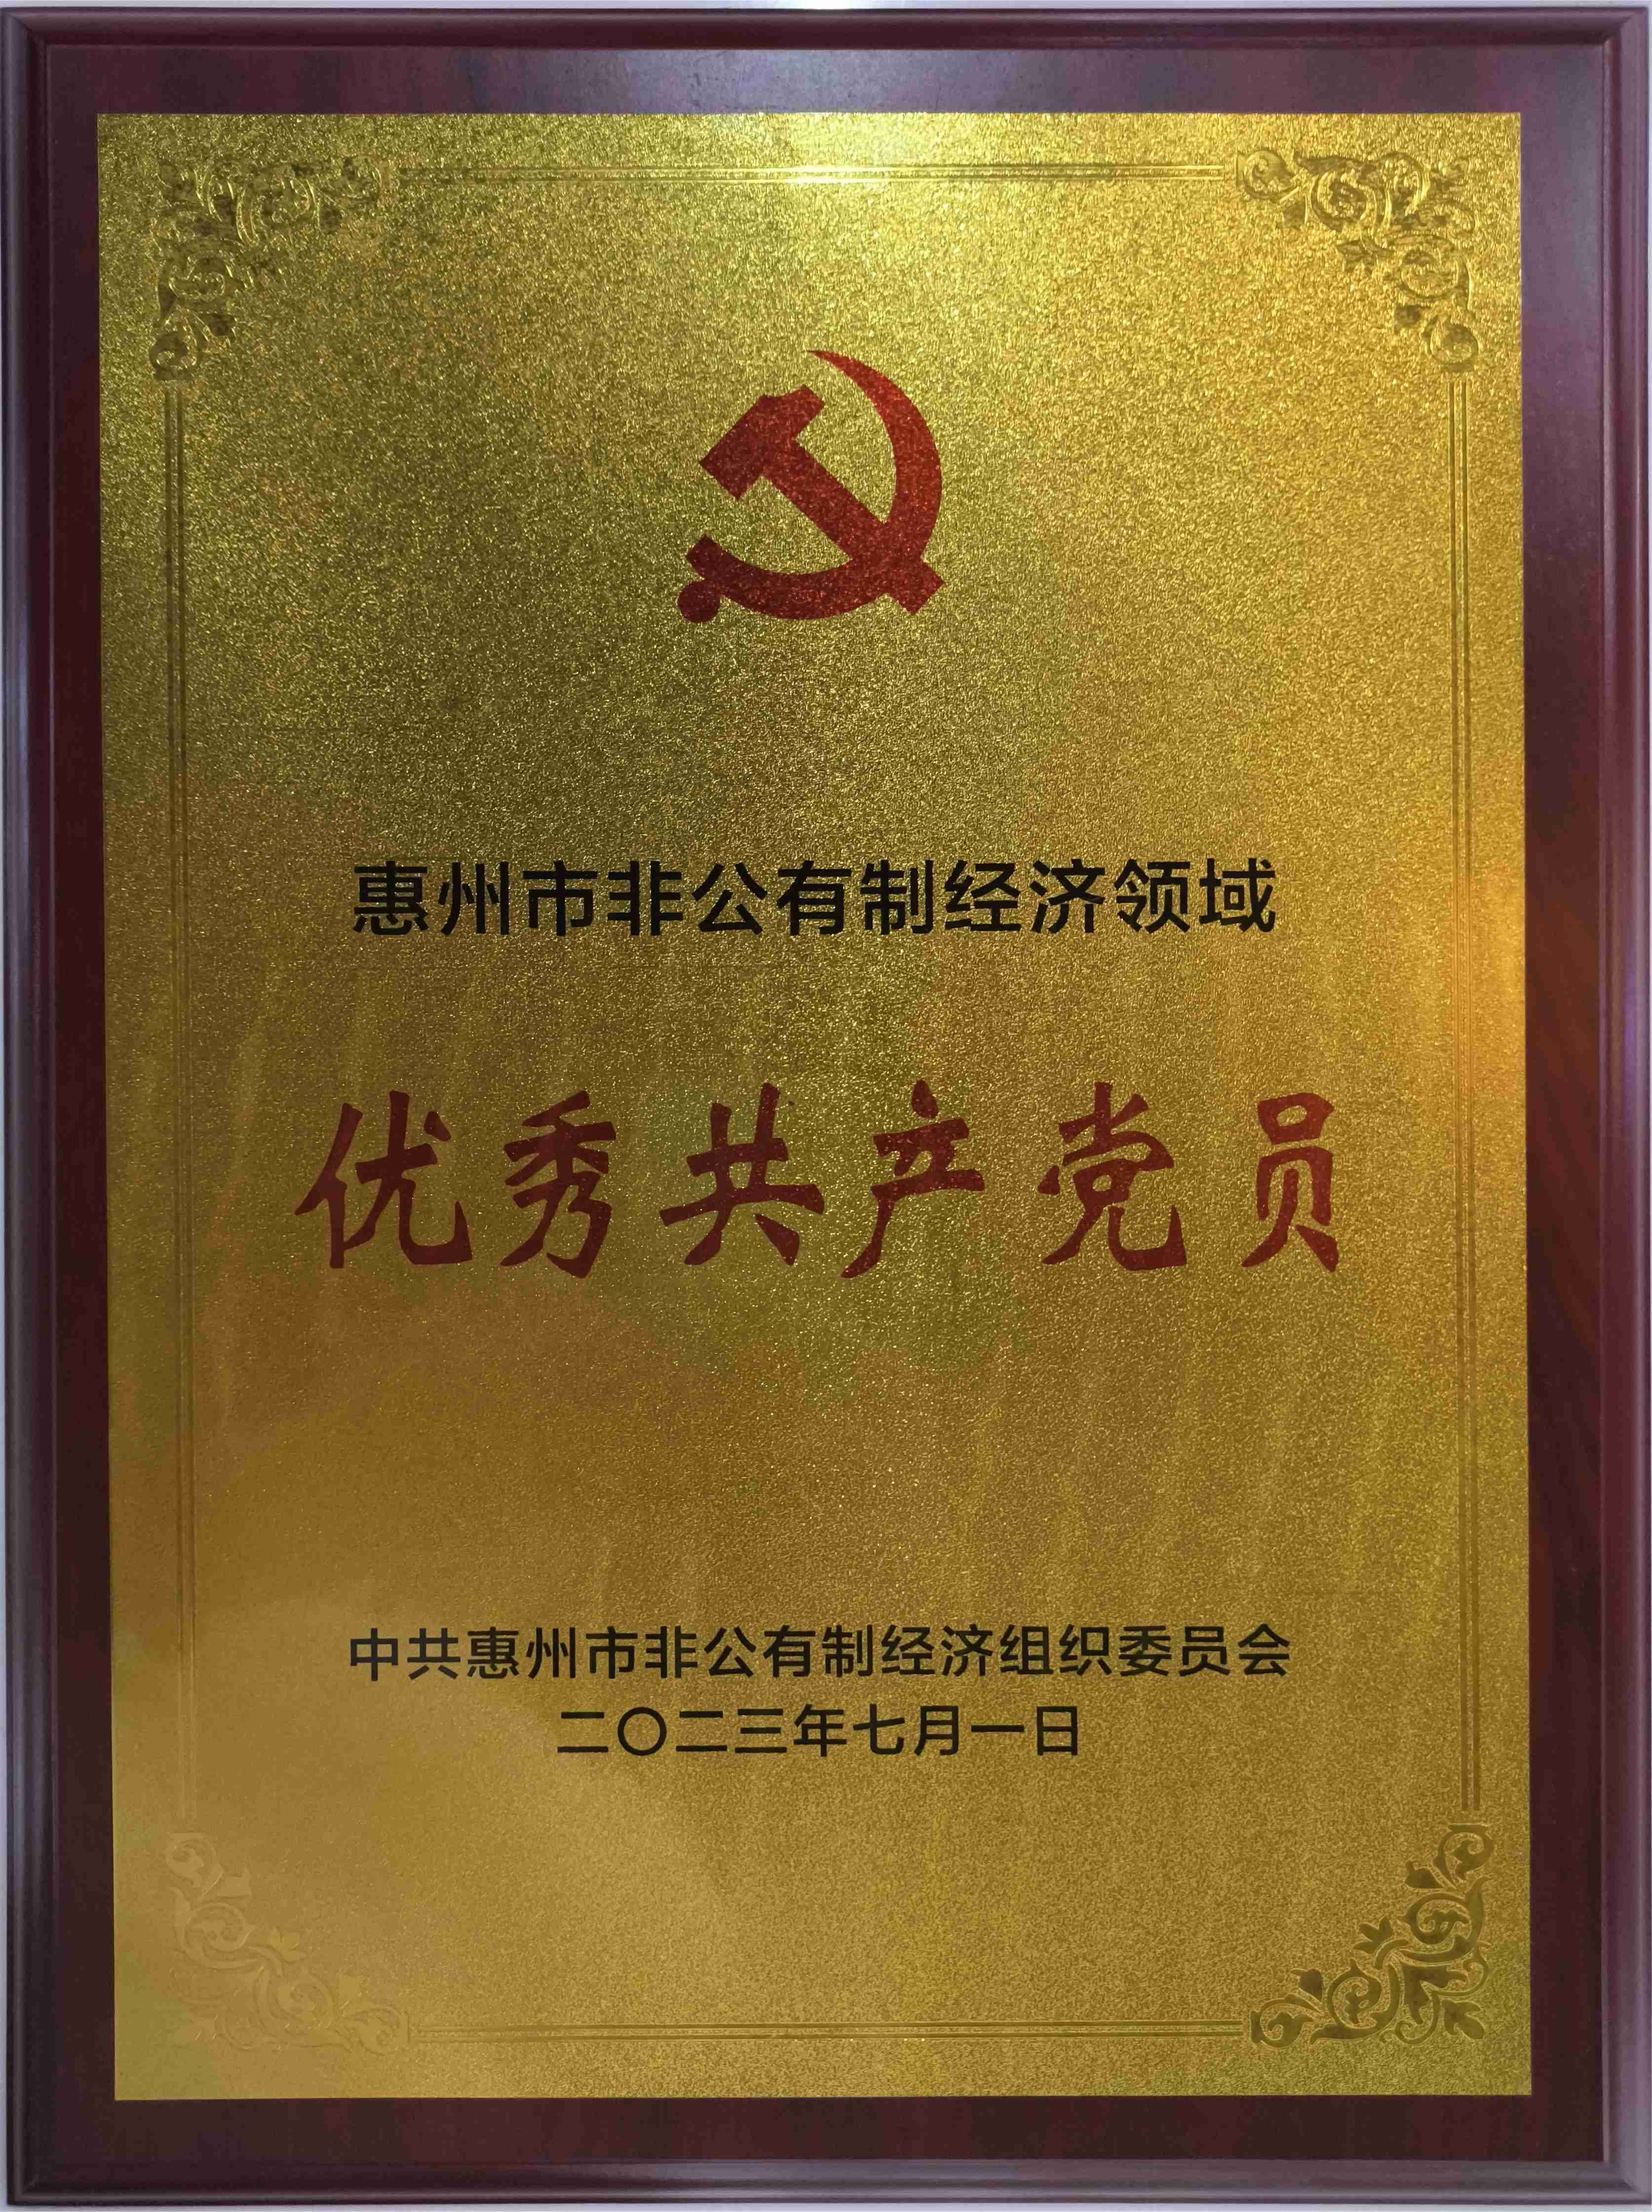 惠州市非公有制经济领域
优秀共产党员
中共惠州市非公有制经济组织委员会
二〇二三年七月一日